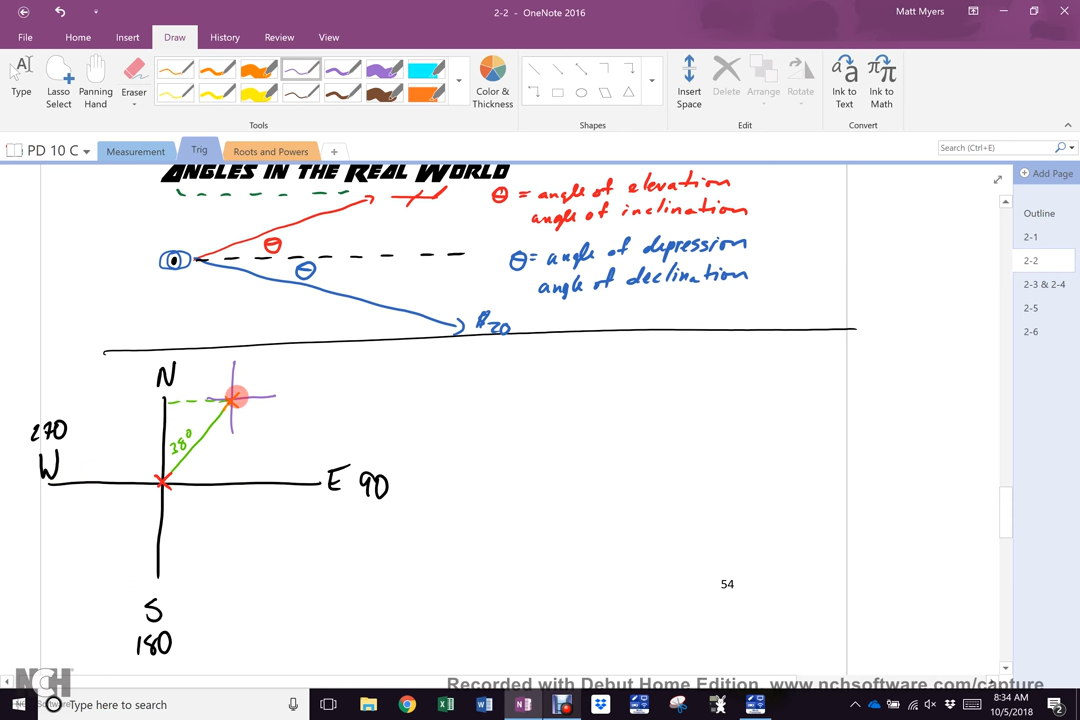 2-2 - OneNote 2016
Matt Myers
File
Home
Insert
Draw
History
Review
View
Type
Lasso Select
Panning Hand
Eraser
Color & Thickness
Insert Space
Delete
Arrange
Rotate
Ink to Text
Ink to Math
Tools
Shapes
Edit
Convert
PD 10 C
Measurement
Trig
Roots and Powers
Search (Ctrl+E)
Add Page
Outline
2-1
2-2
2-3 & 2-4
2-5
2-6
ANGLES IN THE REAL WORLD
θ = angle of elevation
angle of inclination
θ
θ
θ = angle of depression
angle of declination
$20
N
270
W
38°
E 90
S
180
54
NCH
Software
Recorded with Debut Home Edition. www.nchsoftware.com/capture
Type here to search
8:34 AM
10/5/2018
2